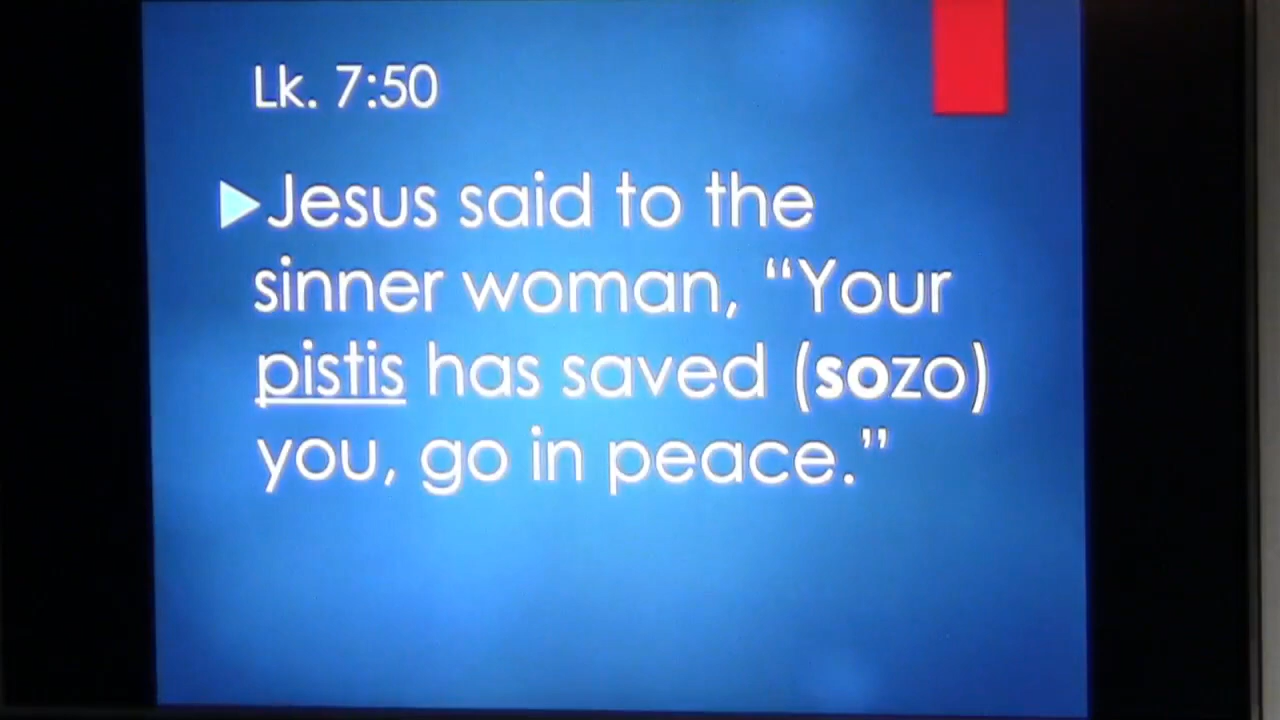 Lk. 7:50
Jesus said to the
sinner woman, “Your
pistis has saved (sozo)
you, go in peace.”